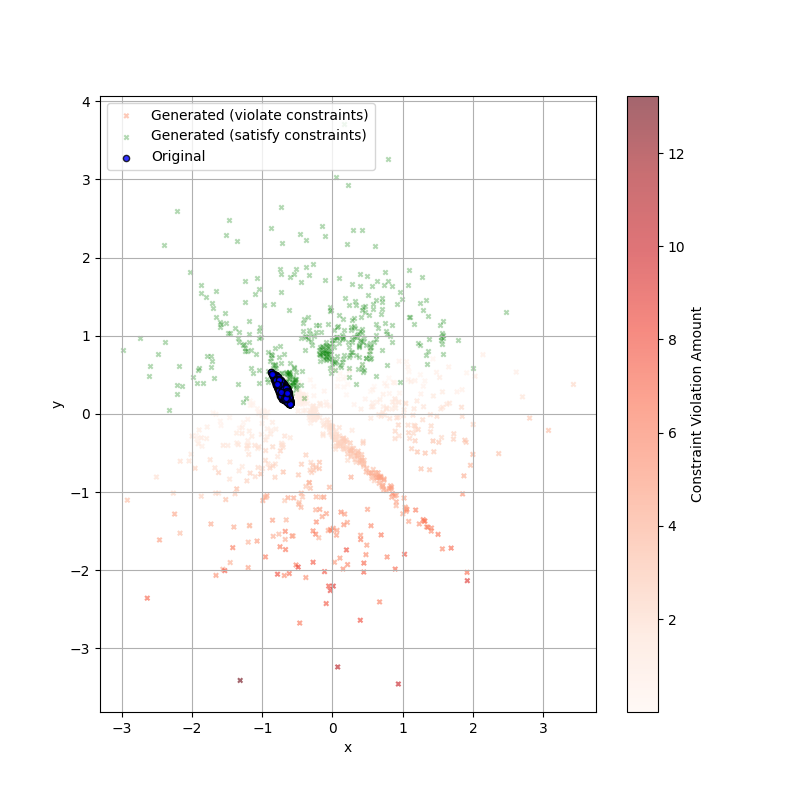 Generated (violate constraints)
Generated (satisfy constraints)
Original
4
3
2
1
0
−1
−2
−3
y
−3 −2 −1 0 1 2 3
x
12
10
8
6
4
2
Constraint Violation Amount